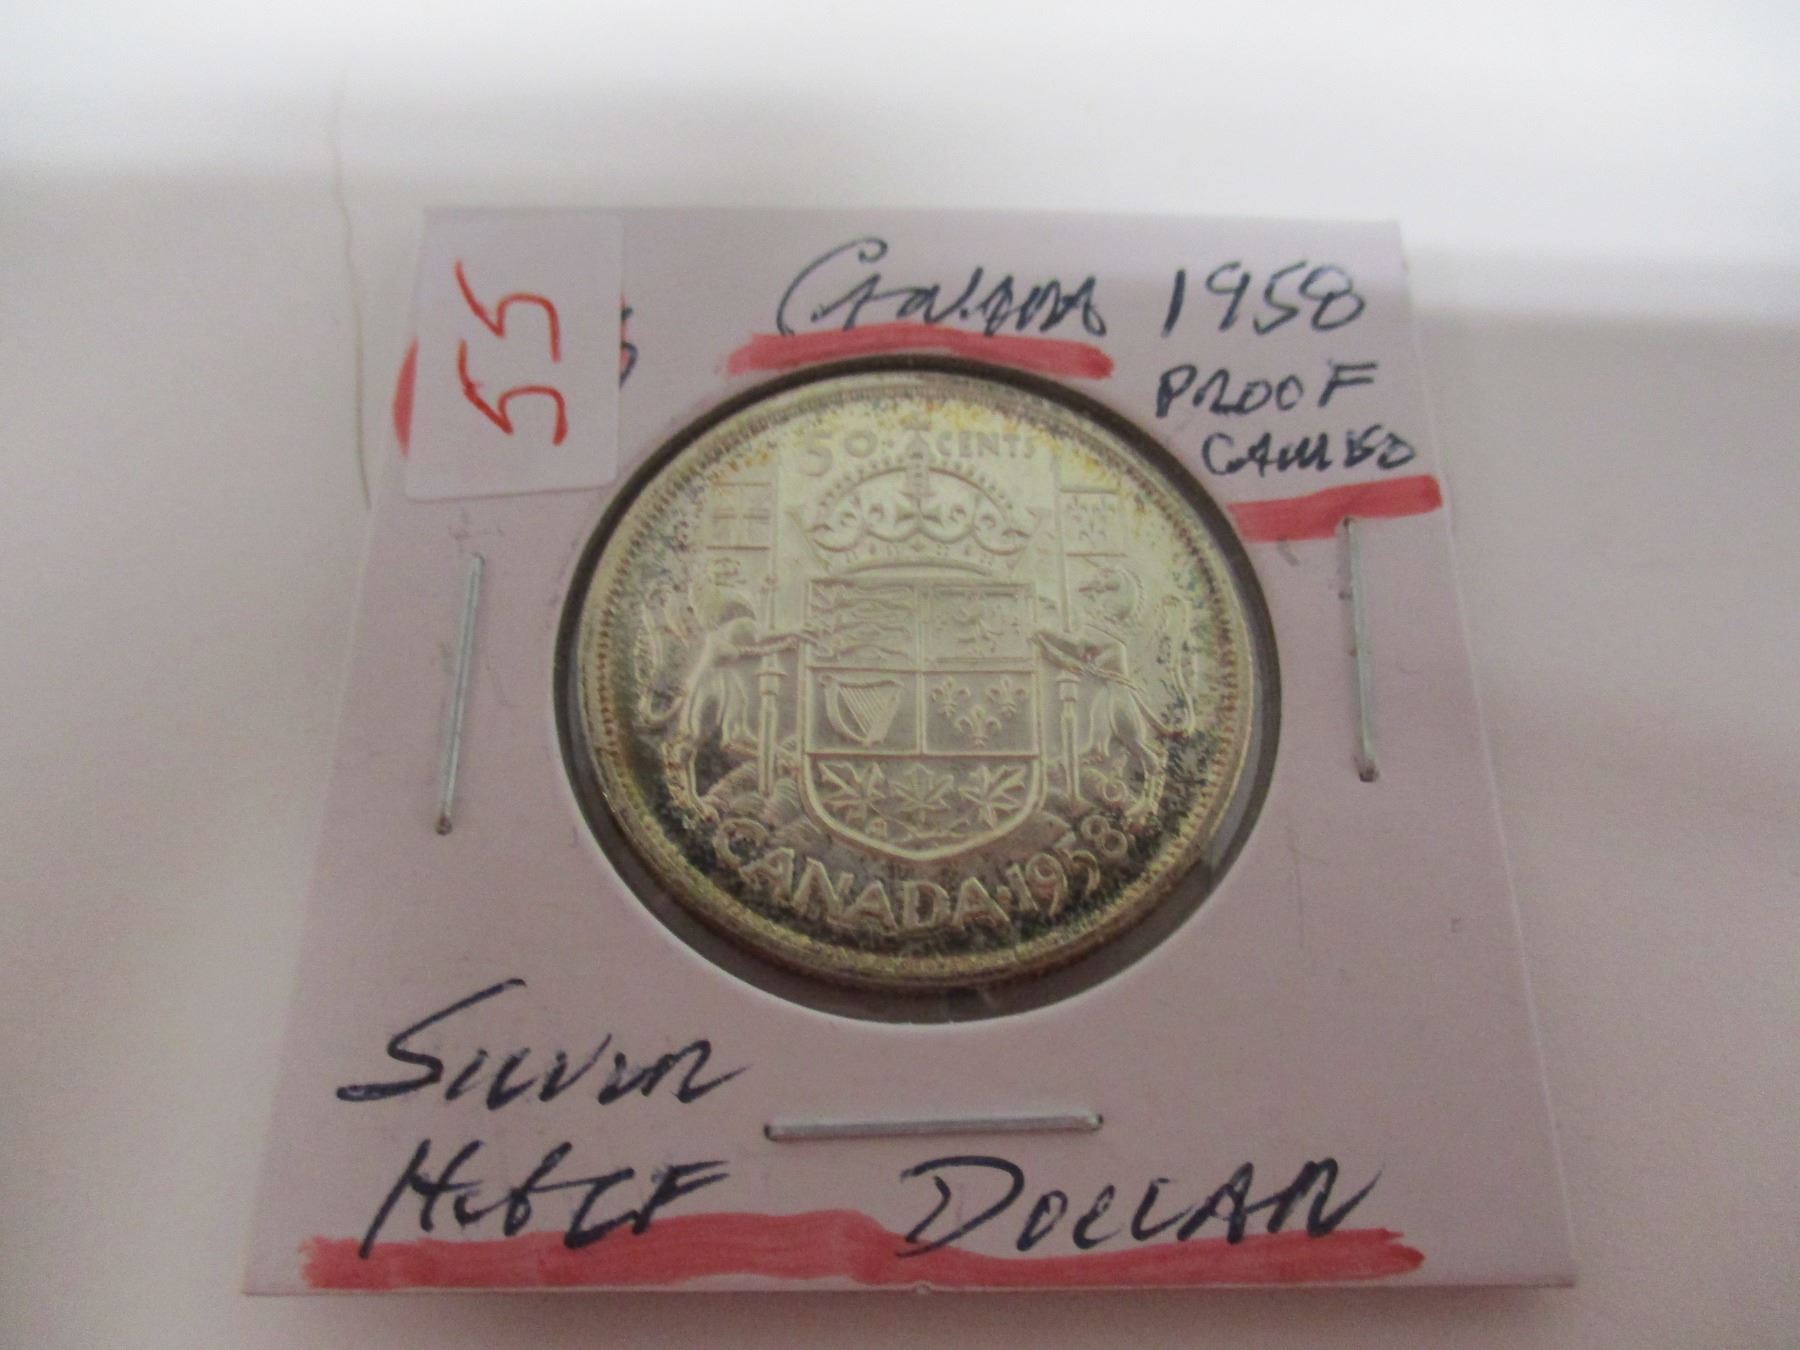 55
CANADA 1958
PROOF
CAMEO
50 CENTS
CANADA · 1958
SILVER
HALF DOLLAR